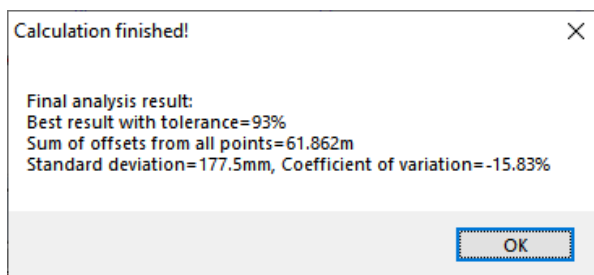 Calculation finished!
Final analysis result:
Best result with tolerance=93%
Sum of offsets from all points=61.862m
Standard deviation=177.5mm, Coefficient of variation=-15.83%
OK